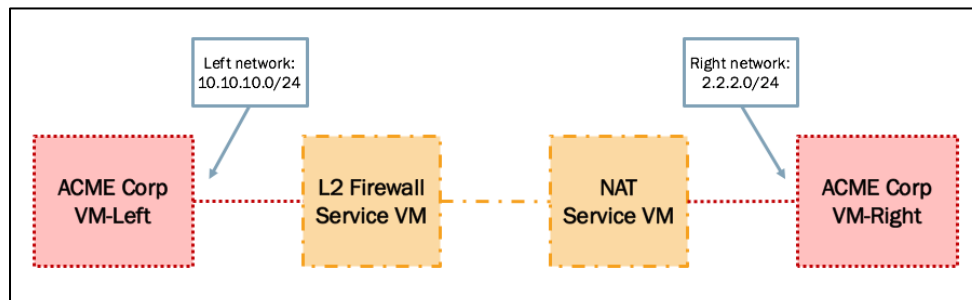 Left network:
10.10.10.0/24
Right network:
2.2.2.0/24
ACME Corp
VM-Left
L2 Firewall
Service VM
NAT
Service VM
ACME Corp
VM-Right